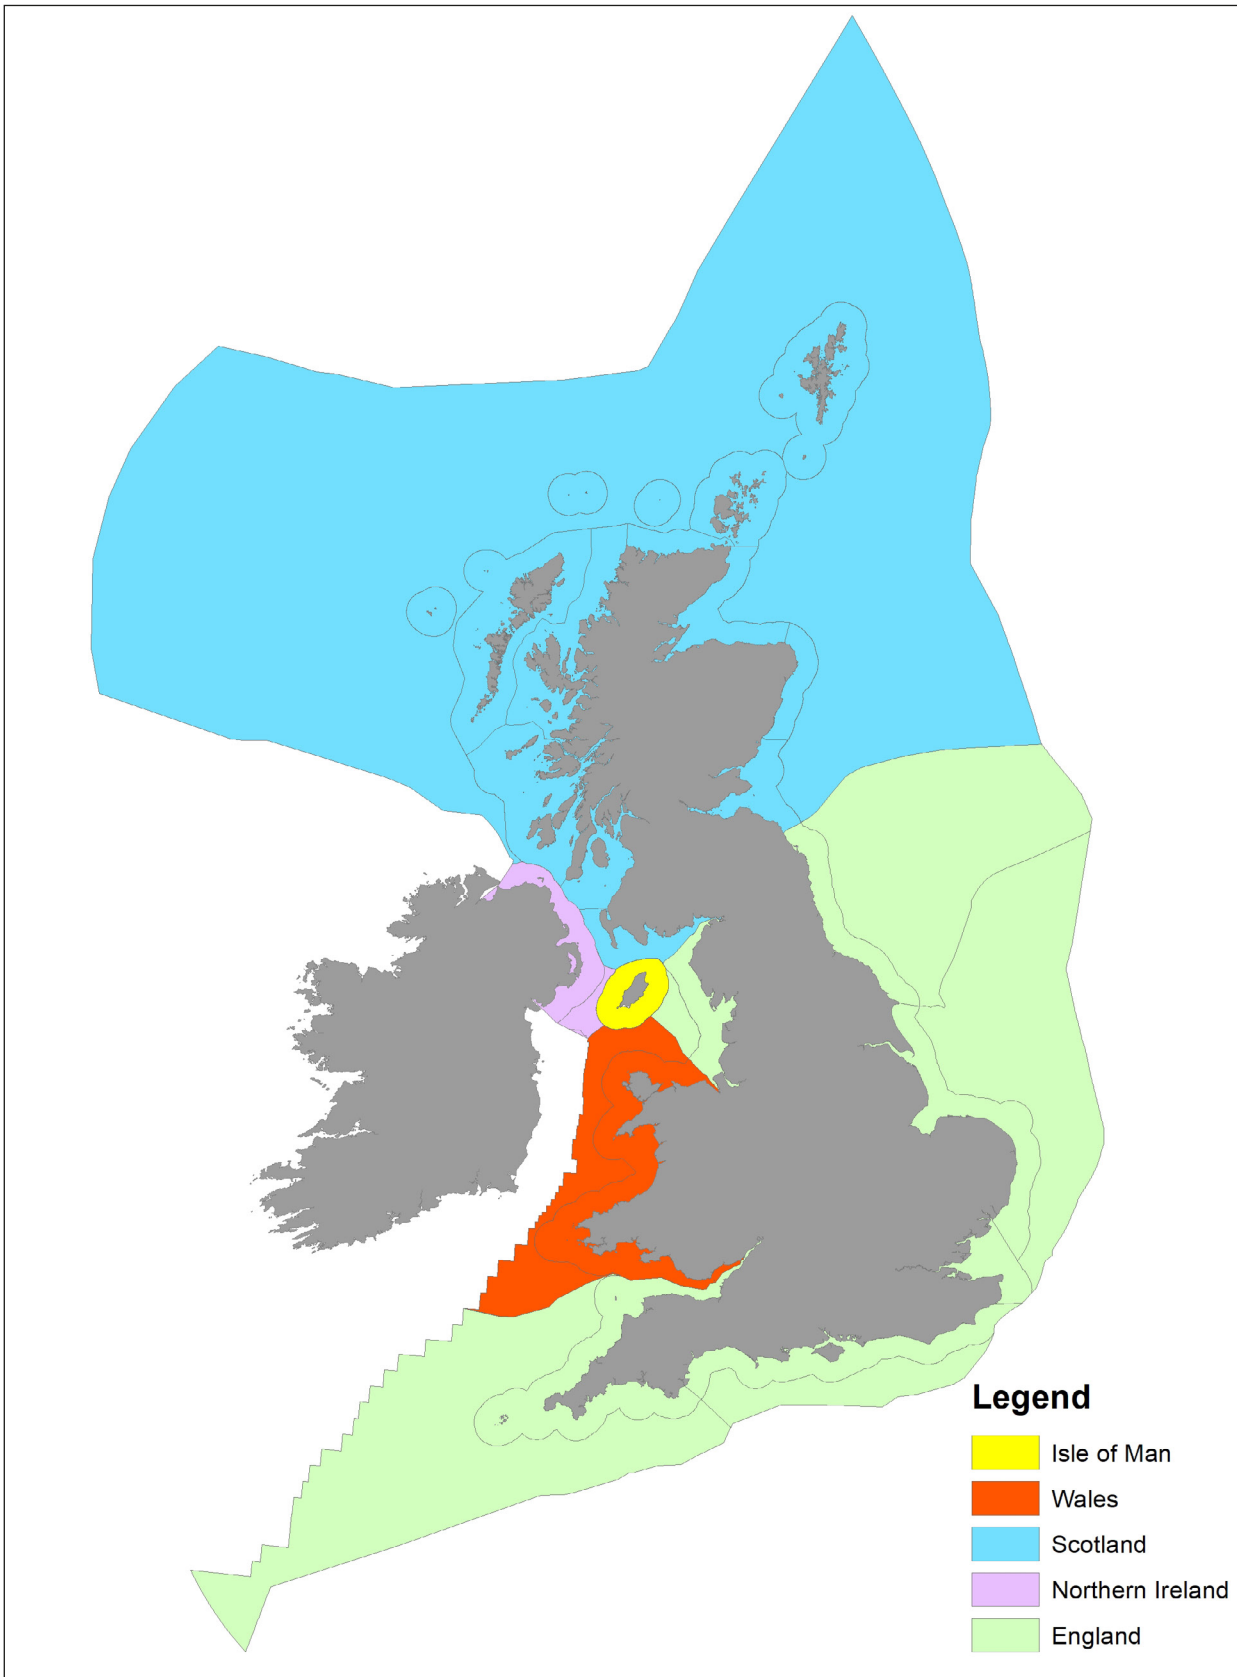 Legend
Isle of Man
Wales
Scotland
Northern Ireland
England